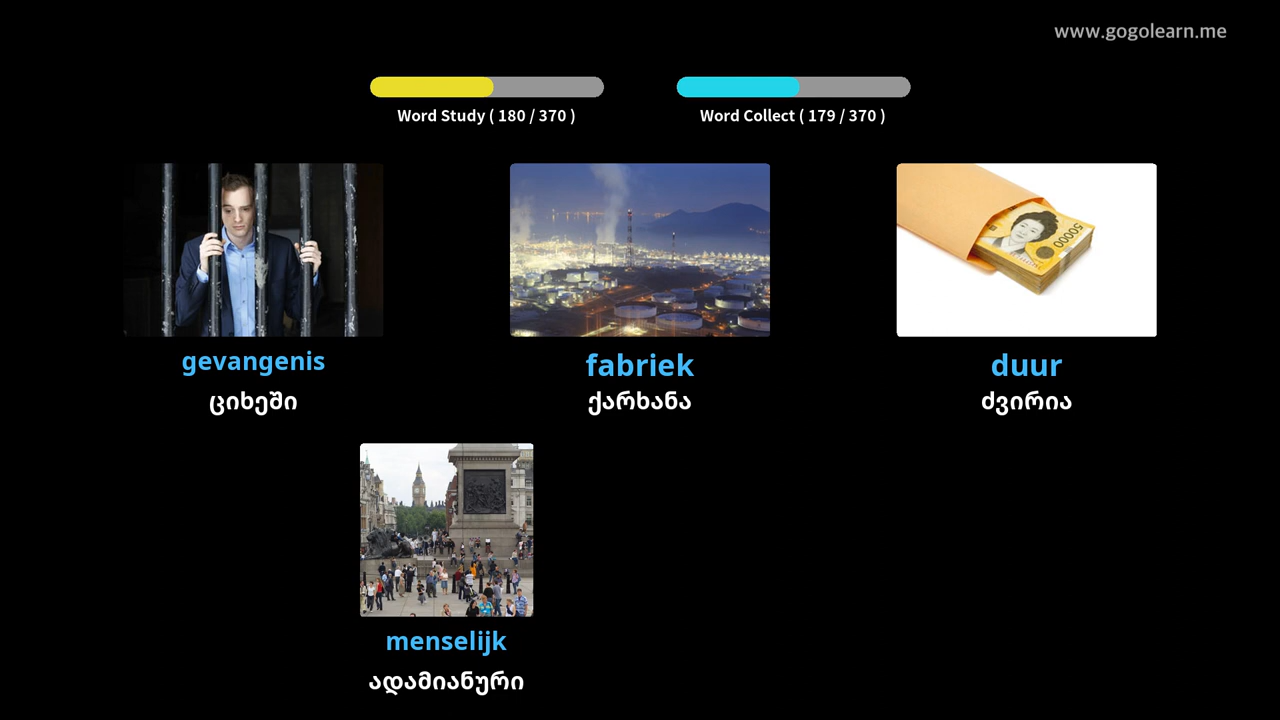 www.gogolearn.me
Word Study ( 180 / 370 )
Word Collect ( 179 / 370 )
gevangenis
ციხეში
fabriek
ქარხანა
duur
ძვირია
50000
menselijk
ადამიანური